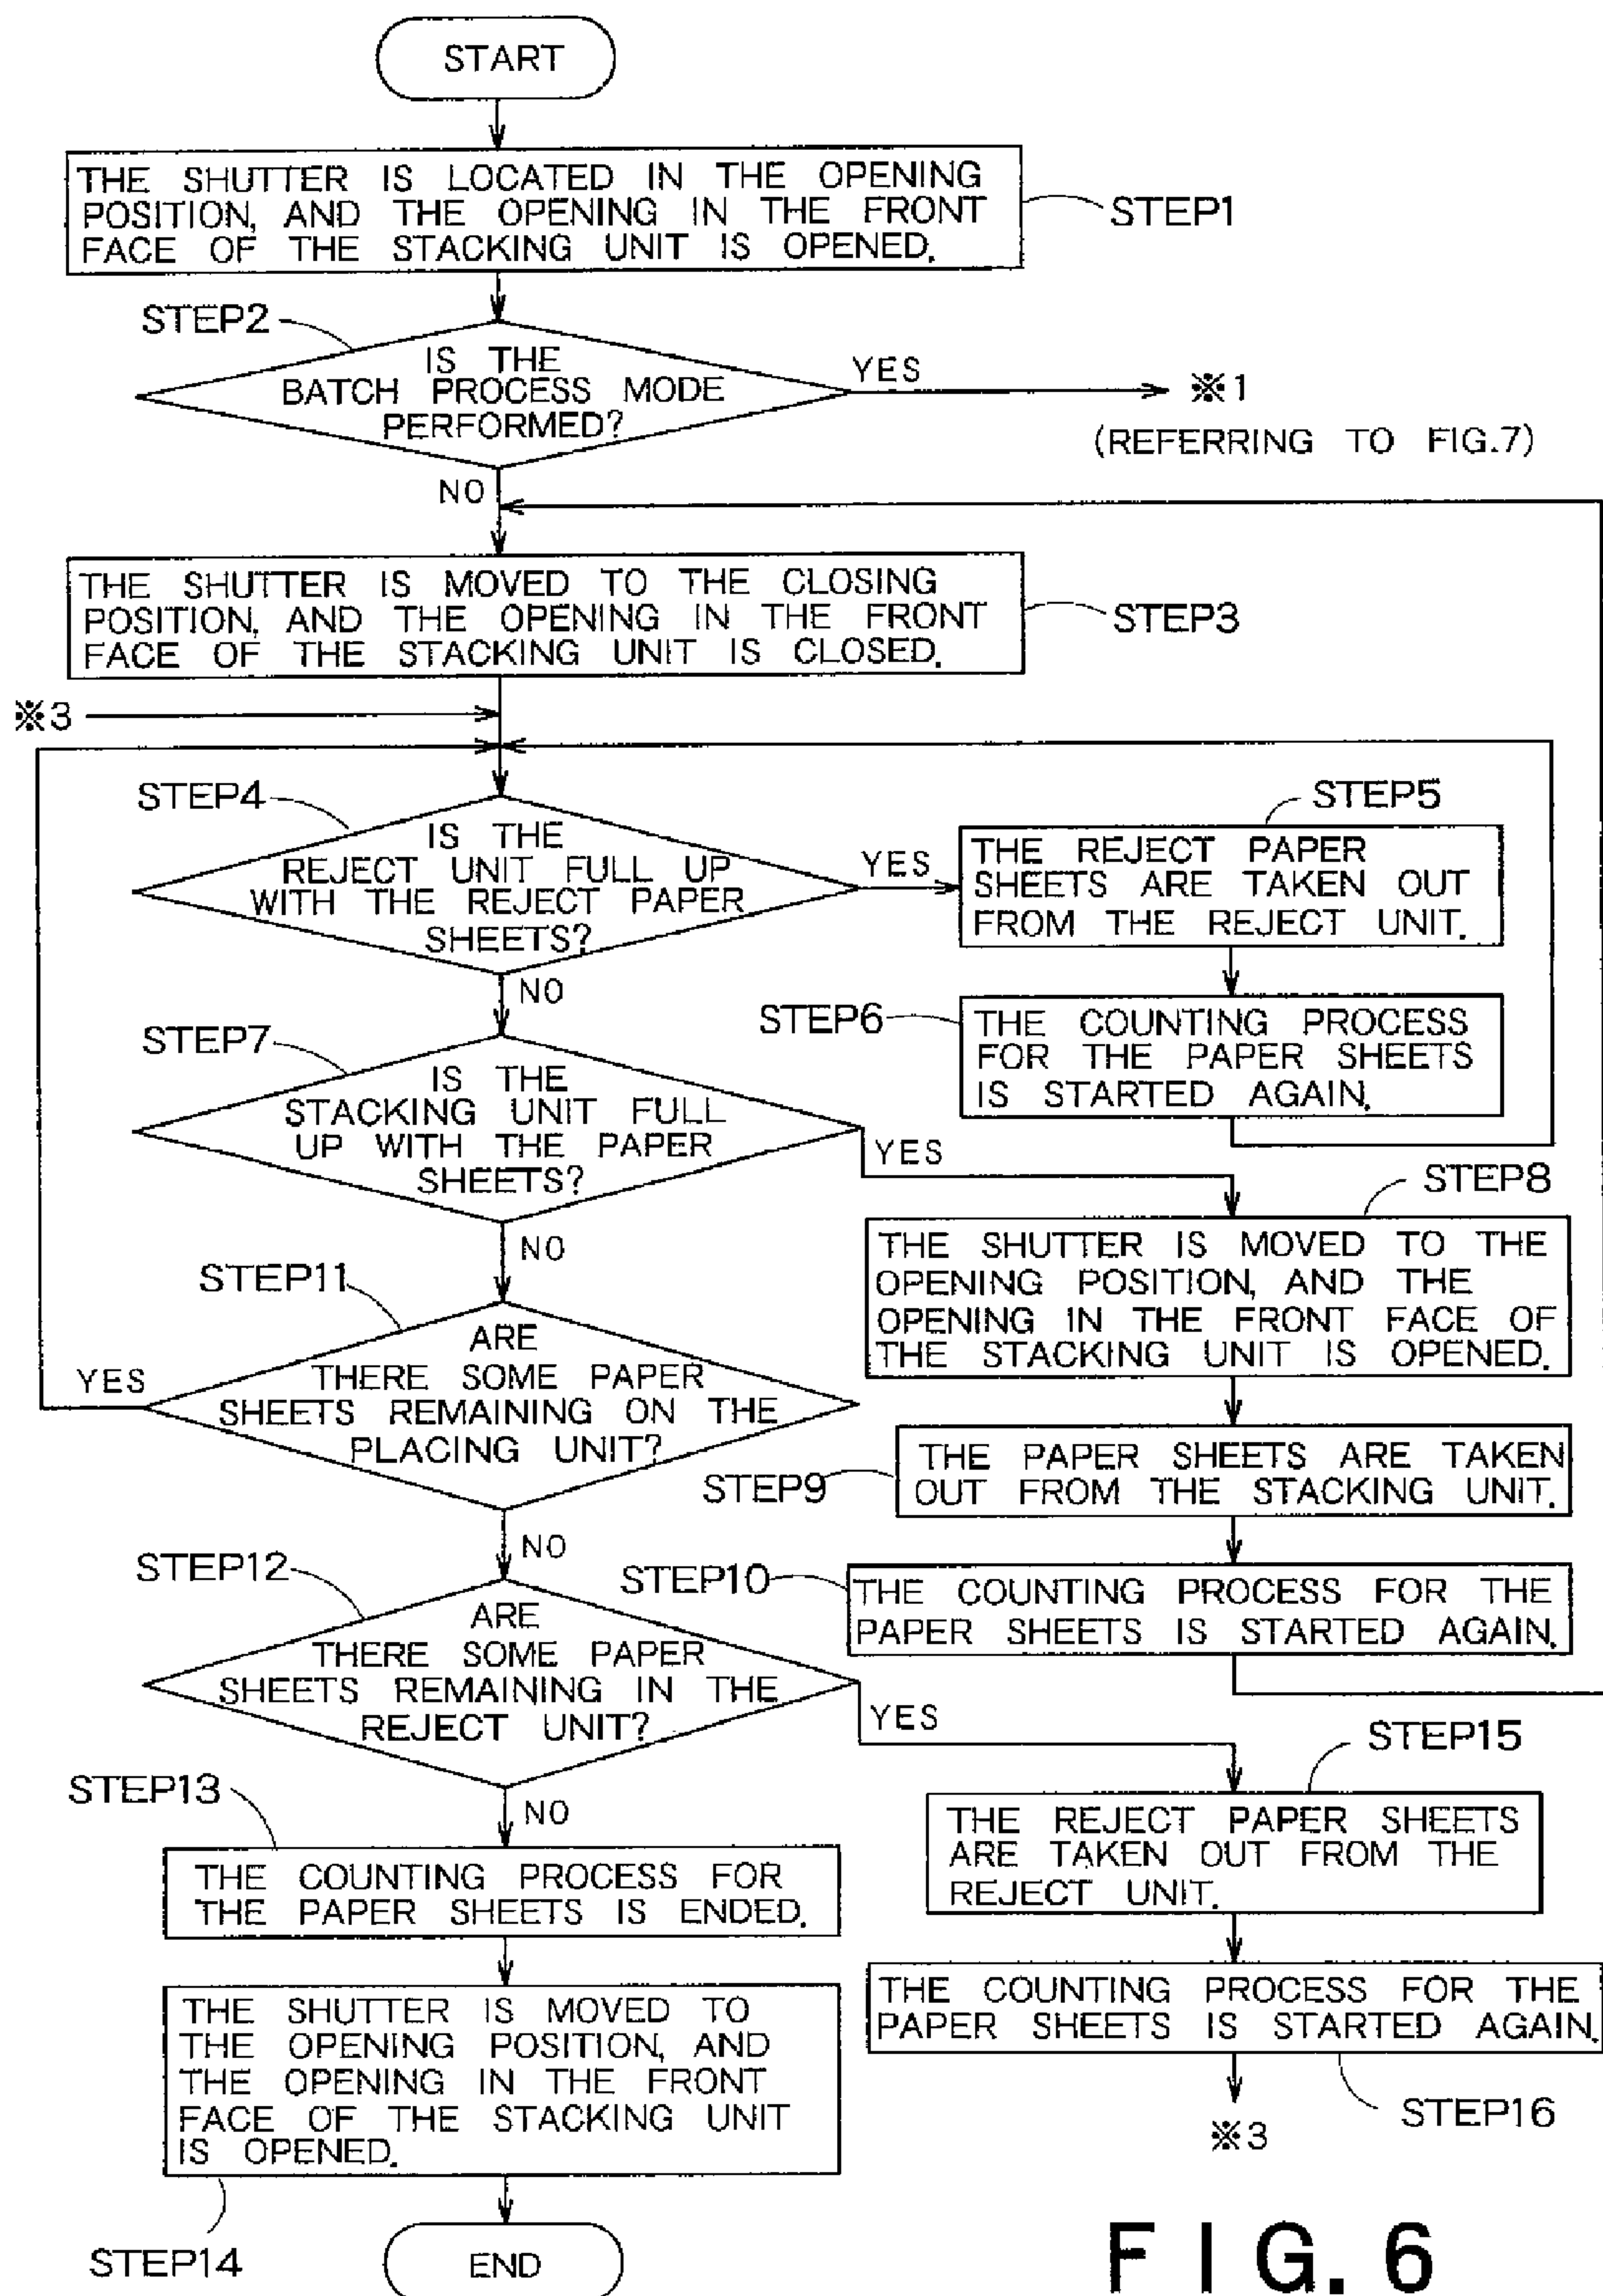 START
THE SHUTTER IS LOCATED IN THE OPENING
POSITION, AND THE OPENING IN THE FRONT
FACE OF THE STACKING UNIT IS OPENED.
STEP1
STEP2
IS THE
BATCH PROCESS MODE
PERFORMED?
YES
※1
(REFERRING TO FIG.7)
NO
THE SHUTTER IS MOVED TO THE CLOSING
POSITION, AND THE OPENING IN THE FRONT
FACE OF THE STACKING UNIT IS CLOSED.
STEP3
※3
STEP4
IS THE
REJECT UNIT FULL UP
WITH THE REJECT PAPER
SHEETS?
YES
STEP5
THE REJECT PAPER
SHEETS ARE TAKEN OUT
FROM THE REJECT UNIT.
NO
STEP6
THE COUNTING PROCESS
FOR THE PAPER SHEETS
IS STARTED AGAIN.
STEP7
IS THE
STACKING UNIT FULL
UP WITH THE PAPER
SHEETS?
YES
STEP8
THE SHUTTER IS MOVED TO THE
OPENING POSITION, AND THE
OPENING IN THE FRONT FACE OF
THE STACKING UNIT IS OPENED.
NO
STEP11
ARE
THERE SOME PAPER
SHEETS REMAINING ON THE
PLACING UNIT?
YES
STEP9
THE PAPER SHEETS ARE TAKEN
OUT FROM THE STACKING UNIT.
NO
STEP10
THE COUNTING PROCESS FOR THE
PAPER SHEETS IS STARTED AGAIN.
STEP12
ARE
THERE SOME PAPER
SHEETS REMAINING IN THE
REJECT UNIT?
YES
STEP15
THE REJECT PAPER SHEETS
ARE TAKEN OUT FROM THE
REJECT UNIT.
NO
STEP13
THE COUNTING PROCESS FOR
THE PAPER SHEETS IS ENDED.
THE COUNTING PROCESS FOR THE
PAPER SHEETS IS STARTED AGAIN.
STEP16
※3
THE SHUTTER IS MOVED TO
THE OPENING POSITION, AND
THE OPENING IN THE FRONT
FACE OF THE STACKING UNIT
IS OPENED.
STEP14
END
FIG. 6